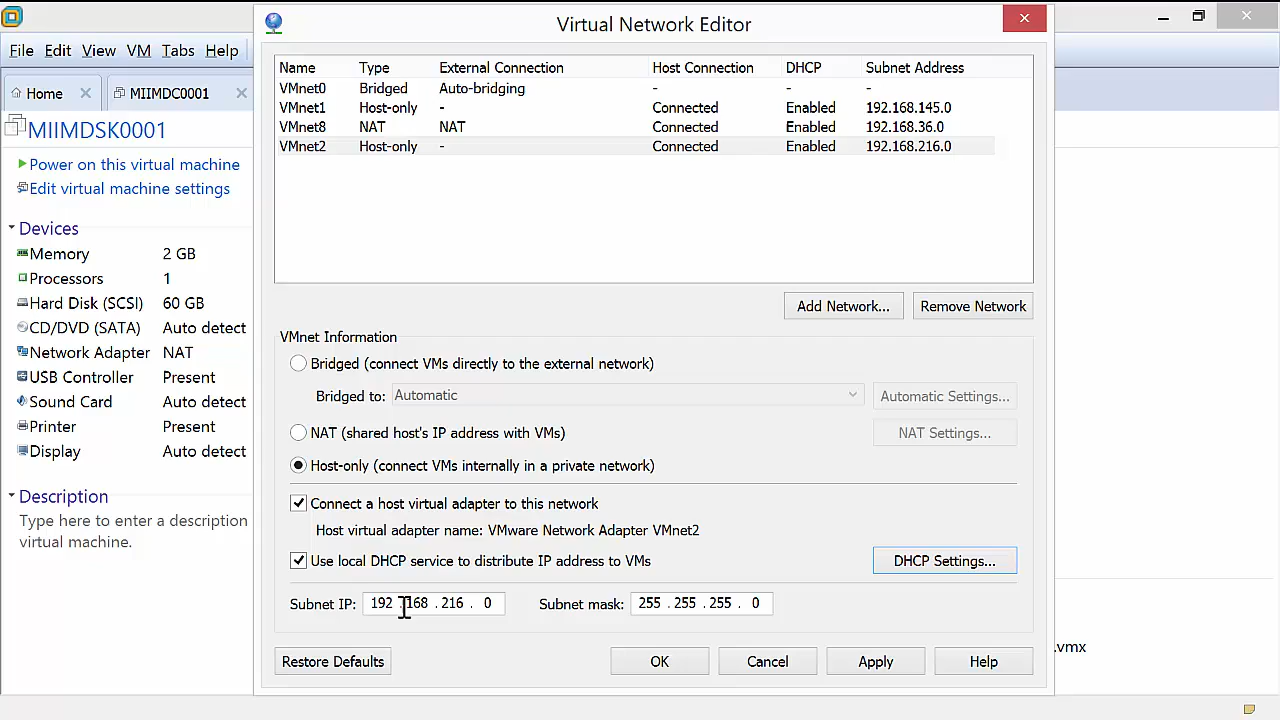 Virtual Network Editor
File Edit View VM Tabs Help
Home
MIIMDC0001
MIIMDSK0001
Power on this virtual machine
Edit virtual machine settings
Devices
Memory 2 GB
Processors 1
Hard Disk (SCSI) 60 GB
CD/DVD (SATA) Auto detect
Network Adapter NAT
USB Controller Present
Sound Card Auto detect
Printer Present
Display Auto detect
Description
Type here to enter a description
virtual machine.
Name Type External Connection Host Connection DHCP Subnet Address
VMnet0 Bridged Auto-bridging - - -
VMnet1 Host-only - Connected Enabled 192.168.145.0
VMnet8 NAT NAT Connected Enabled 192.168.36.0
VMnet2 Host-only - Connected Enabled 192.168.216.0
Add Network... Remove Network
VMnet Information
Bridged (connect VMs directly to the external network)
Bridged to: Automatic Automatic Settings...
NAT (shared host's IP address with VMs) NAT Settings...
Host-only (connect VMs internally in a private network)
Connect a host virtual adapter to this network
Host virtual adapter name: VMware Network Adapter VMnet2
Use local DHCP service to distribute IP address to VMs DHCP Settings...
Subnet IP: 192 . 168 . 216 . 0 Subnet mask: 255 . 255 . 255 . 0
Restore Defaults OK Cancel Apply Help
.vmx